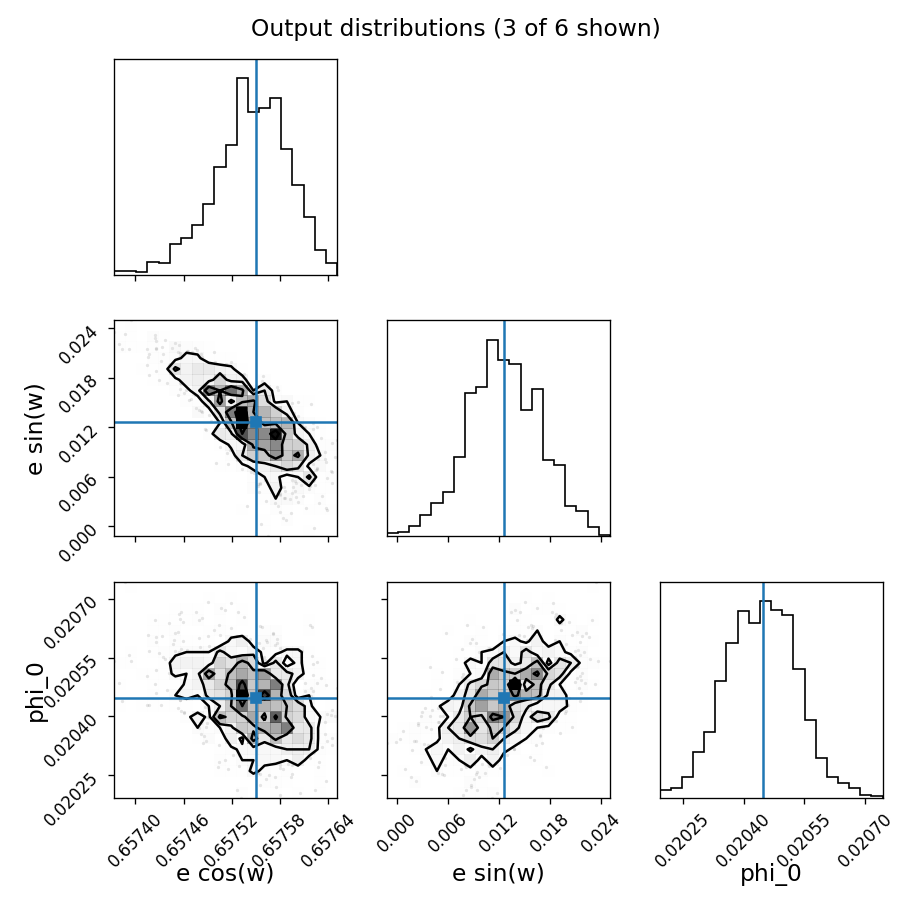 Output distributions (3 of 6 shown)
0.024
0.018
0.012
0.006
0.000
e sin(w)
0.02070
0.02055
0.02040
0.02025
phi_0
0.65740 0.65746 0.65752 0.65758 0.65764
0.000 0.006 0.012 0.018 0.024
0.02025 0.02040 0.02055 0.02070
e cos(w) e sin(w) phi_0